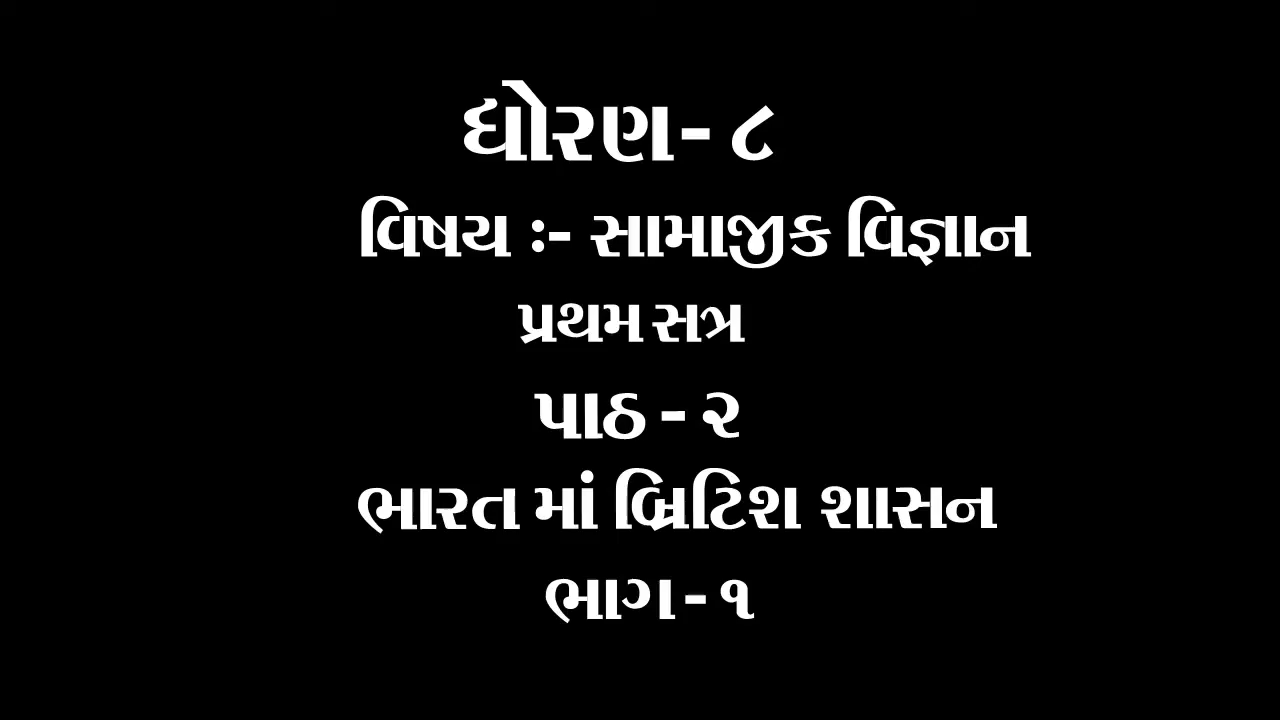 ધોરણ- ૮
વિષય ઃ- સામાજીક વિજ્ઞાન
પ્રથમ સત્ર
પાઠ - ૨
ભારત માં બ્રિટિશ શાસન
ભાગ - ૧